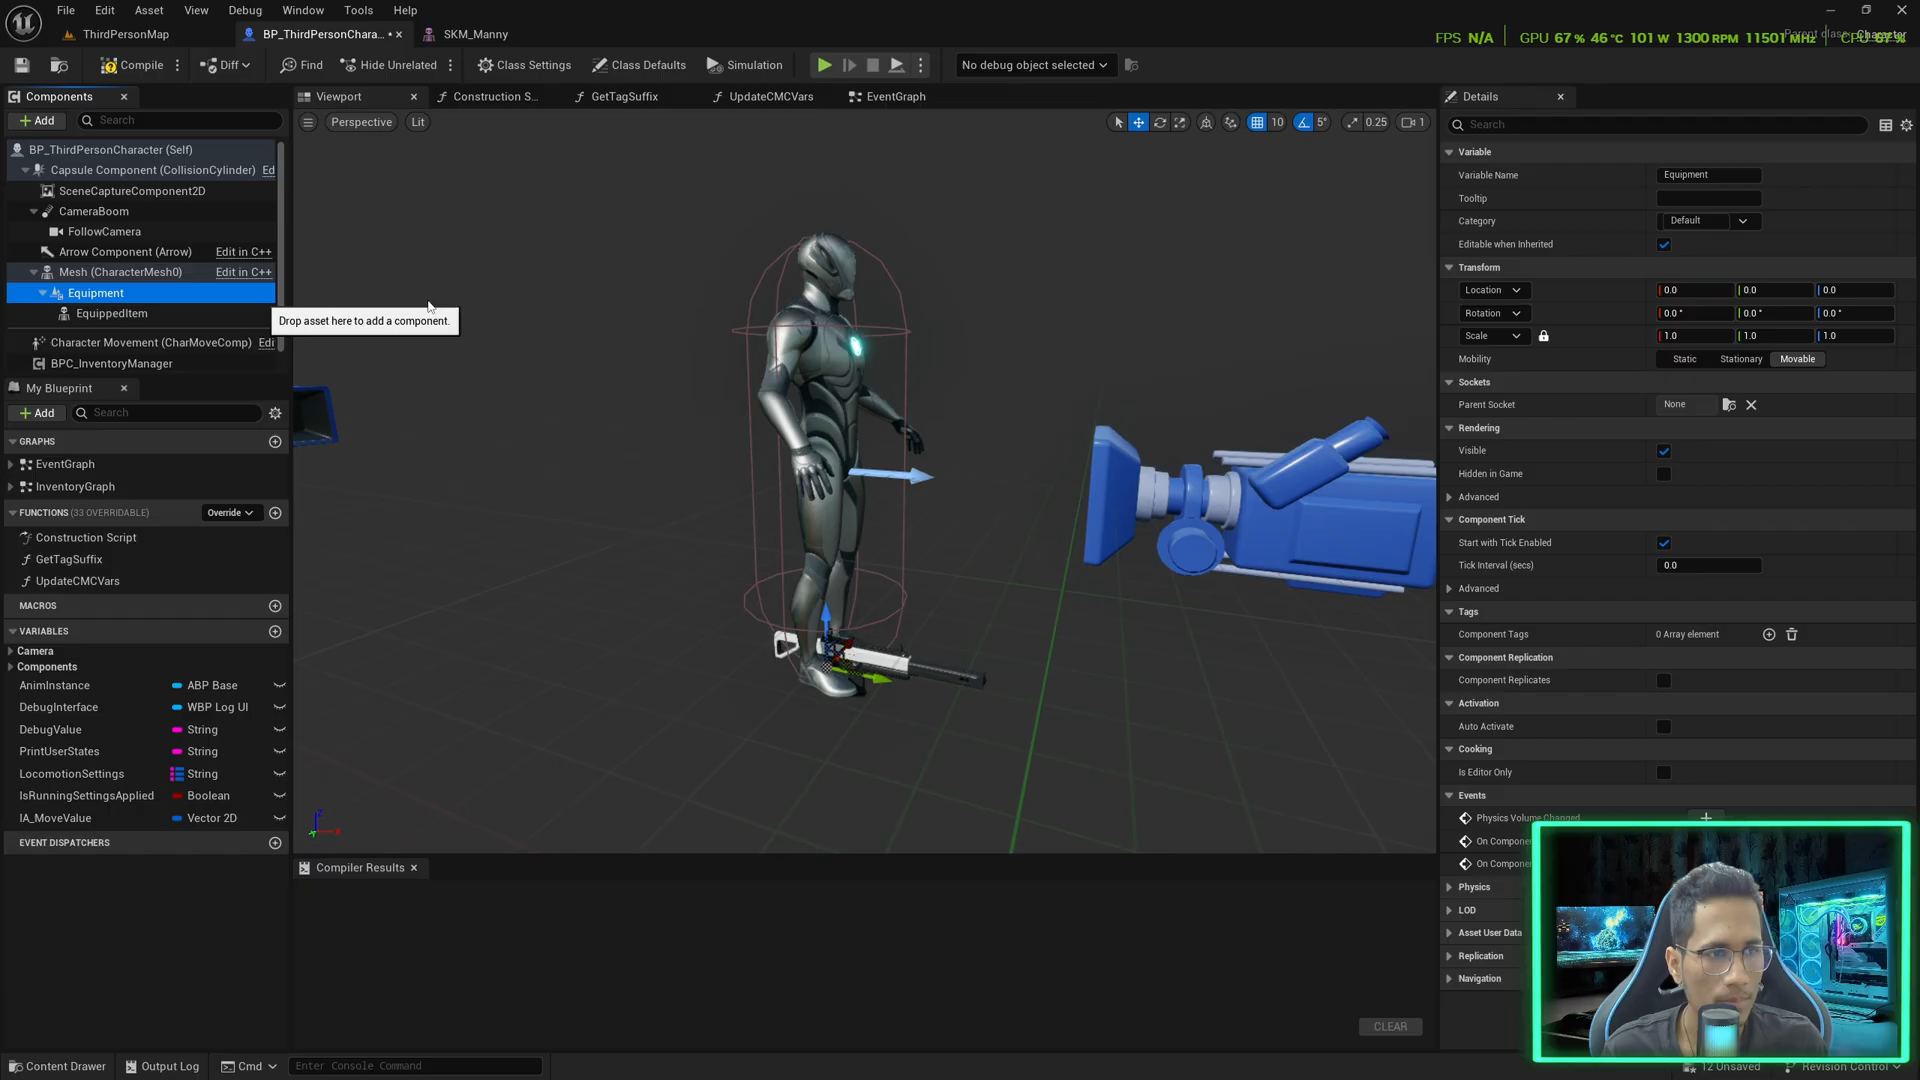 File Edit Asset View Debug Window Tools Help
ThirdPersonMap
BP_ThirdPersonChara... •
SKM_Manny
FPS N/A GPU 67 % 46 °C 101 W 1300 RPM 11501 MHz CPU 67 %
Compile
Diff
Find
Hide Unrelated
Class Settings
Class Defaults
Simulation
No debug object selected
Components
Viewport
Construction S...
GetTagSuffix
UpdateCMCVars
EventGraph
Details
Add
Search
Perspective
Lit
10
5°
0.25
1
Search
BP_ThirdPersonCharacter (Self)
Capsule Component (CollisionCylinder) Ed
SceneCaptureComponent2D
CameraBoom
FollowCamera
Arrow Component (Arrow) Edit in C++
Mesh (CharacterMesh0) Edit in C++
Equipment
EquippedItem
Drop asset here to add a component.
Character Movement (CharMoveComp) Edi
BPC_InventoryManager
My Blueprint
Add
Search
GRAPHS
EventGraph
InventoryGraph
FUNCTIONS (33 OVERRIDABLE)
Override
Construction Script
GetTagSuffix
UpdateCMCVars
MACROS
VARIABLES
Camera
Components
AnimInstance ABP Base
DebugInterface WBP Log UI
DebugValue String
PrintUserStates String
LocomotionSettings String
IsRunningSettingsApplied Boolean
IA_MoveValue Vector 2D
EVENT DISPATCHERS
Compiler Results
CLEAR
Variable
Variable Name Equipment
Tooltip
Category Default
Editable when Inherited
Transform
Location 0.0 0.0 0.0
Rotation 0.0 ° 0.0 ° 0.0 °
Scale 1.0 1.0 1.0
Mobility Static Stationary Movable
Sockets
Parent Socket None
Rendering
Visible
Hidden in Game
Advanced
Component Tick
Start with Tick Enabled
Tick Interval (secs) 0.0
Advanced
Tags
Component Tags 0 Array element
Component Replication
Component Replicates
Activation
Auto Activate
Cooking
Is Editor Only
Events
Physics Volume Changed
On Compone
On Compone
Physics
LOD
Asset User Data
Replication
Navigation
Content Drawer
Output Log
Cmd
Enter Console Command
12 Unsaved
Revision Control